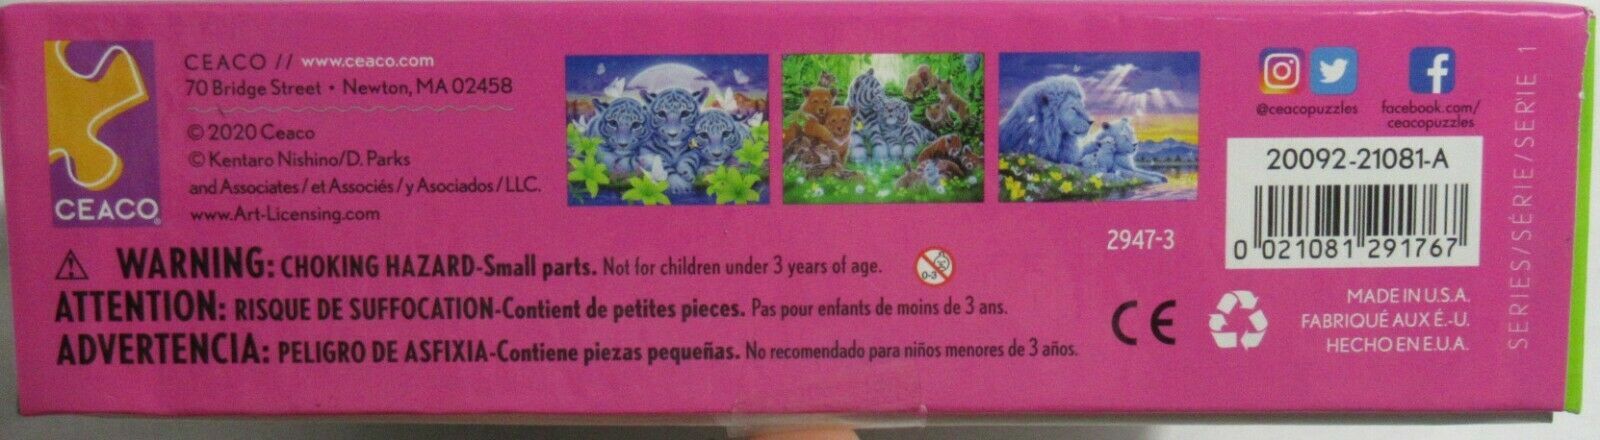 CEACO®
CEACO // www.ceaco.com
70 Bridge Street • Newton, MA 02458
© 2020 Ceaco
© Kentaro Nishino/D. Parks
and Associates/et Associés/y Asociados/LLC.
www.Art-Licensing.com
2947-3
@ceacopuzzles
facebook.com/
ceacopuzzles
20092-21081-A
0 021081 291767
SERIES/SÉRIE/SERIE 1
WARNING: CHOKING HAZARD-Small parts. Not for children under 3 years of age.
0-3
ATTENTION: RISQUE DE SUFFOCATION-Contient de petites pieces. Pas pour enfants de moins de 3 ans.
ADVERTENCIA: PELIGRO DE ASFIXIA-Contiene piezas pequeñas. No recomendado para niños menores de 3 años.
CE
MADE IN U.S.A.
FABRIQUÉ AUX É.-U.
HECHO EN E.U.A.